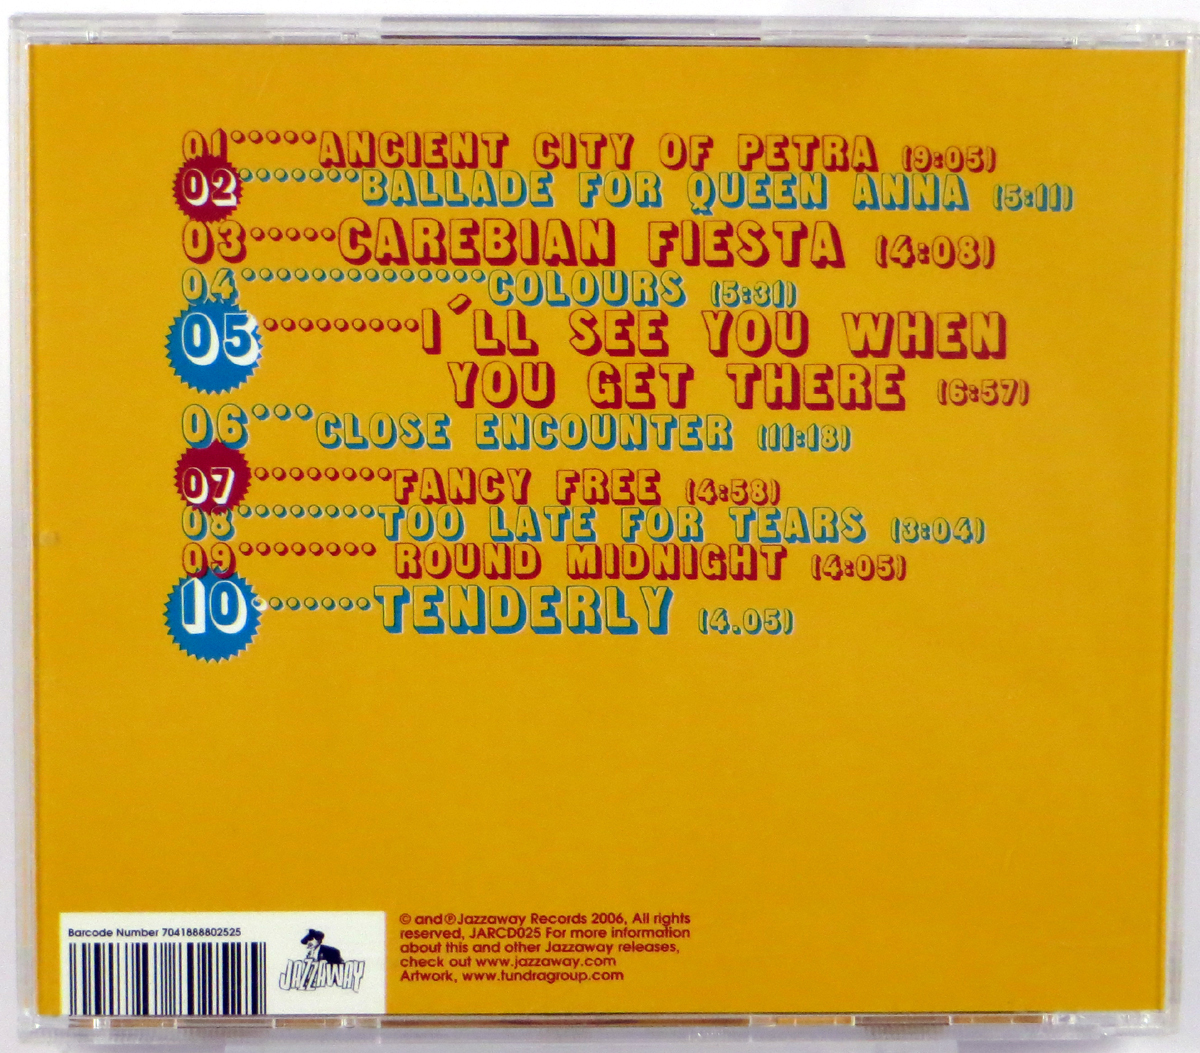 01 ANCIENT CITY OF PETRA (9:05)
02 BALLADE FOR QUEEN ANNA (5:11)
03 CAREBIAN FIESTA (4:08)
04 COLOURS (5:31)
05 I´LL SEE YOU WHEN
YOU GET THERE (6:57)
06 CLOSE ENCOUNTER (11:18)
07 FANCY FREE (4:58)
08 TOO LATE FOR TEARS (3:04)
09 ROUND MIDNIGHT (4:05)
10 TENDERLY (4.05)
Barcode Number 7041888802525
JAZZAWAY
© and ℗ Jazzaway Records 2006, All rights
reserved, JARCD025 For more information
about this and other Jazzaway releases,
check out www.jazzaway.com
Artwork, www.tundragroup.com